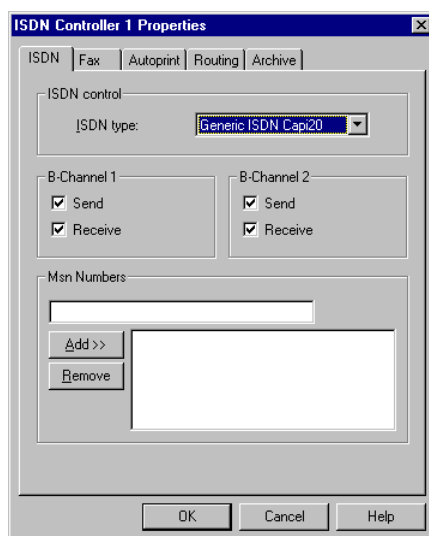 ISDN Controller 1 Properties
ISDN Fax Autoprint Routing Archive
ISDN control
ISDN type: Generic ISDN Capi20
B-Channel 1 B-Channel 2
Send Send
Receive Receive
Msn Numbers
Add >>
Remove
OK Cancel Help